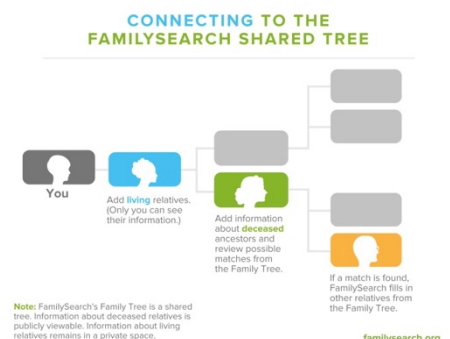 CONNECTING TO THE
FAMILYSEARCH SHARED TREE
You
Add living relatives.
(Only you can see
their information.)
Add information
about deceased
ancestors and
review possible
matches from
the Family Tree.
If a match is found,
FamilySearch fills in
other relatives from
the Family Tree.
Note: FamilySearch's Family Tree is a shared
tree. Information about deceased relatives is
publicly viewable. Information about living
relatives remains in a private space.
familysearch.org